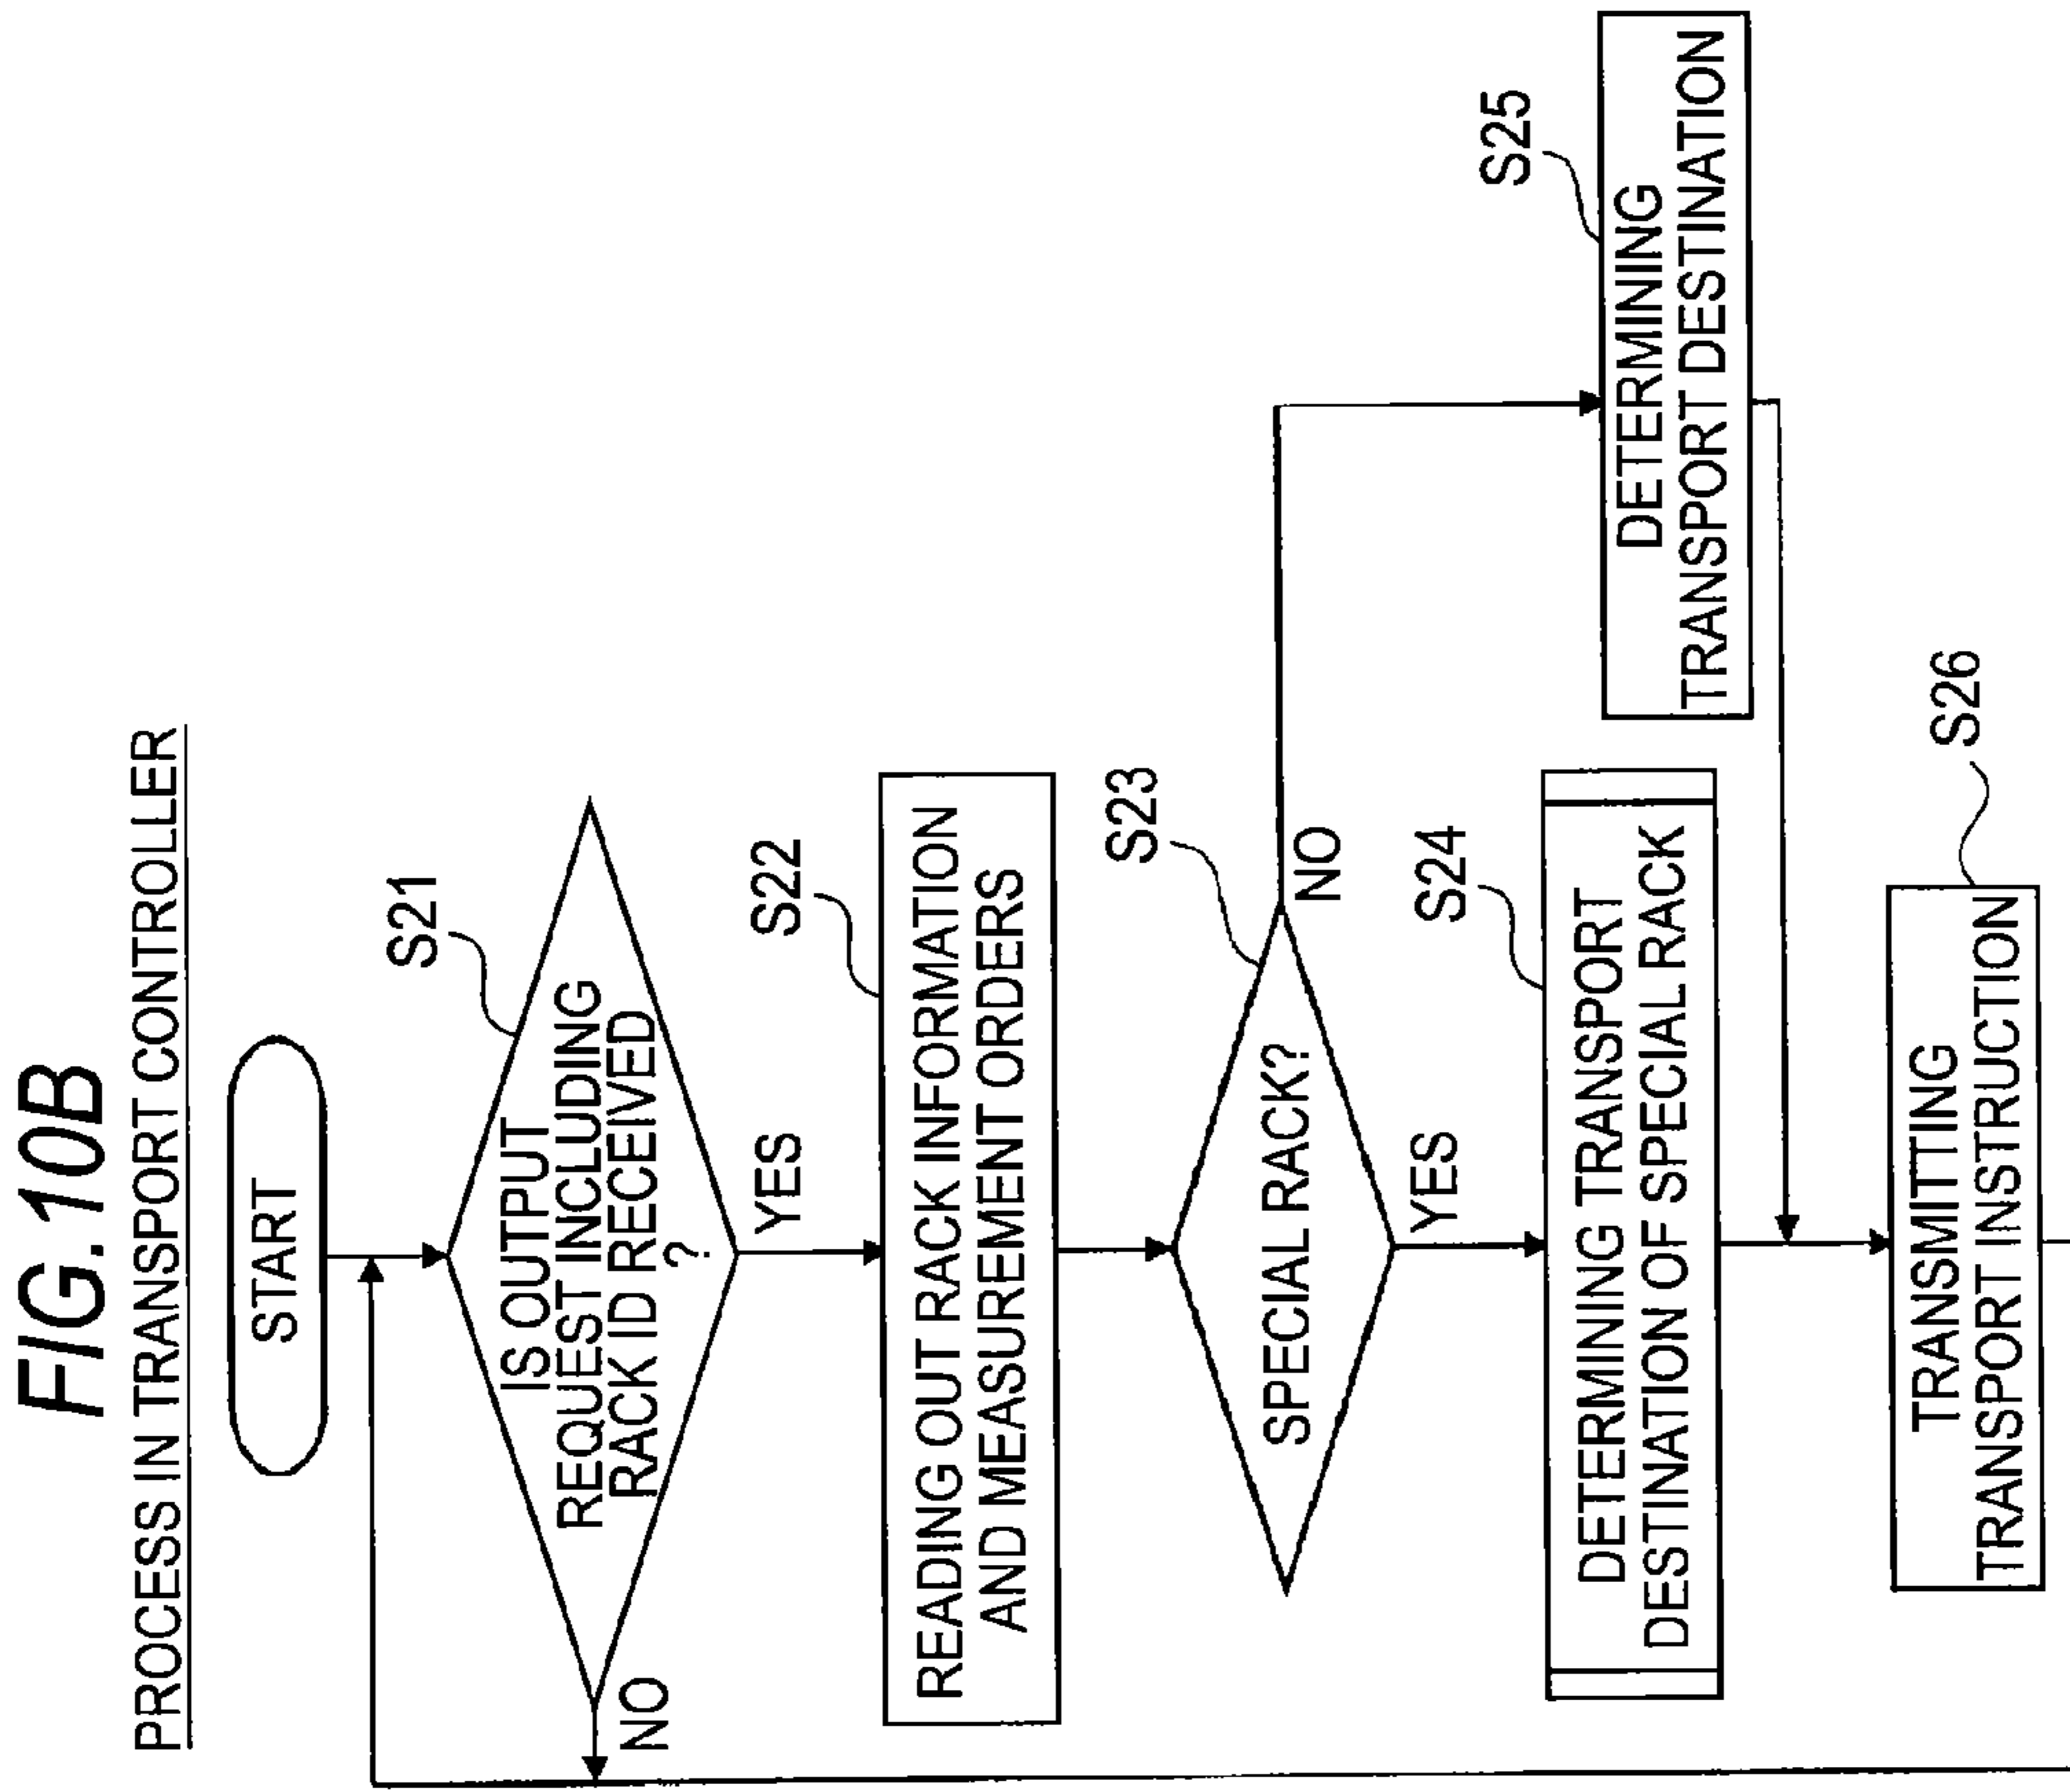 FIG. 10B
PROCESS IN TRANSPORT CONTROLLER
START
S21
IS OUTPUT
REQUEST INCLUDING
RACK ID RECEIVED
?
NO
YES
S22
READING OUT RACK INFORMATION
AND MEASUREMENT ORDERS
S23
SPECIAL RACK?
NO
YES
S24
DETERMINING TRANSPORT
DESTINATION OF SPECIAL RACK
S25
DETERMINING
TRANSPORT DESTINATION
S26
TRANSMITTING
TRANSPORT INSTRUCTION